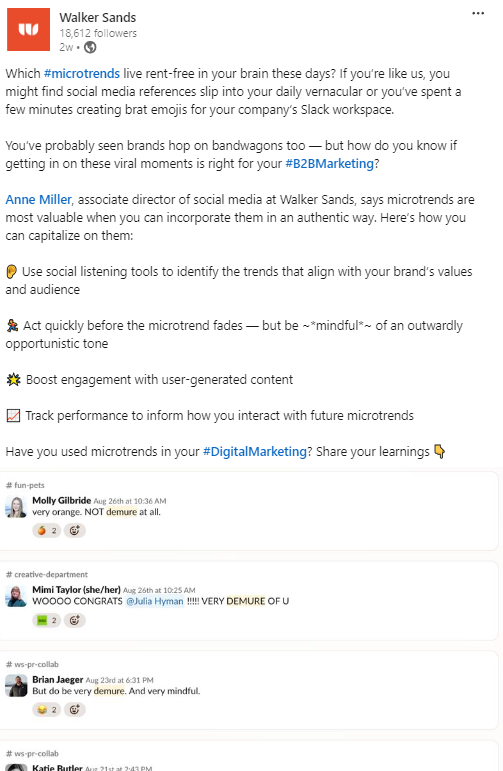 Walker Sands
18,612 followers
2w •
Which #microtrends live rent-free in your brain these days? If you're like us, you
might find social media references slip into your daily vernacular or you've spent a
few minutes creating brat emojis for your company's Slack workspace.
You've probably seen brands hop on bandwagons too — but how do you know if
getting in on these viral moments is right for your #B2BMarketing?
Anne Miller, associate director of social media at Walker Sands, says microtrends are
most valuable when you can incorporate them in an authentic way. Here's how you
can capitalize on them:
👂 Use social listening tools to identify the trends that align with your brand's values
and audience
🏃 Act quickly before the microtrend fades — but be ~*mindful*~ of an outwardly
opportunistic tone
🌟 Boost engagement with user-generated content
📈 Track performance to inform how you interact with future microtrends
Have you used microtrends in your #DigitalMarketing? Share your learnings 👇
# fun-pets
Molly Gilbride Aug 26th at 10:36 AM
very orange. NOT demure at all.
2
# creative-department
Mimi Taylor (she/her) Aug 26th at 10:25 AM
WOOOO CONGRATS @Julia Hyman !!!!! VERY DEMURE OF U
2
# ws-pr-collab
Brian Jaeger Aug 23rd at 6:31 PM
But do be very demure. And very mindful.
2
# ws-pr-collab
Katie Butler Aug 21st at 2:43 PM